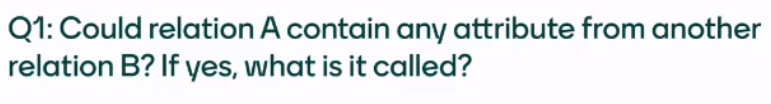 Q1: Could relation A contain any attribute from another
relation B? If yes, what is it called?